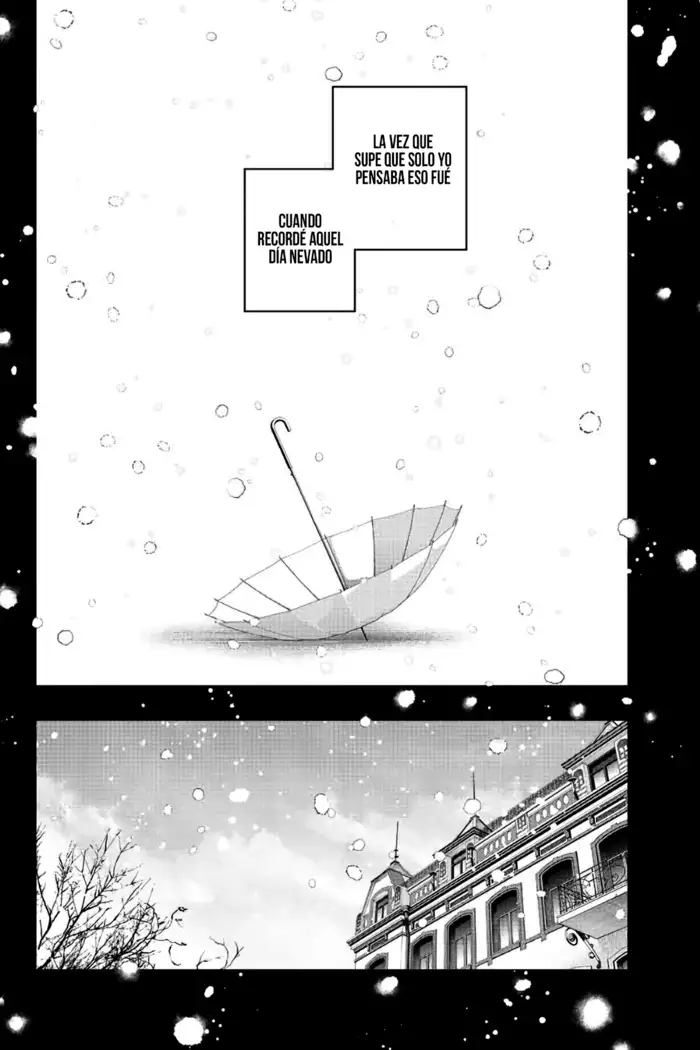 LA VEZ QUE
SUPE QUE SOLO YO
PENSABA ESO FUÉ
CUANDO
RECORDÉ AQUEL
DÍA NEVADO